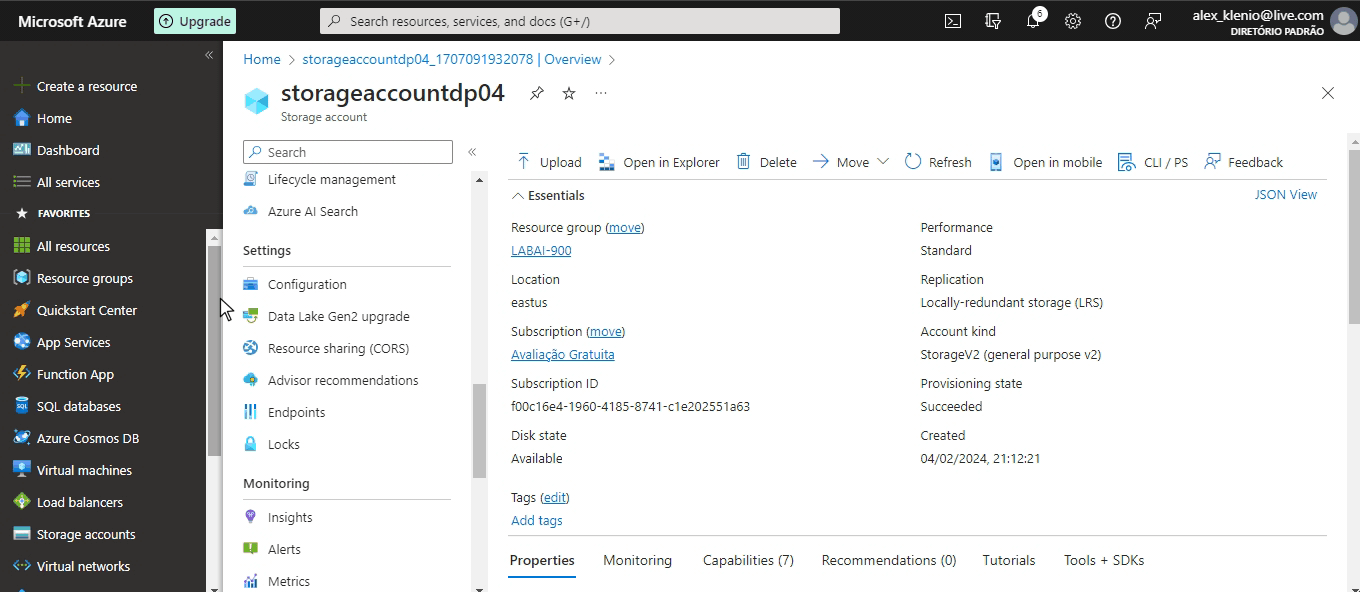 Microsoft Azure
Upgrade
Search resources, services, and docs (G+/)
6
alex_klenio@live.com
DIRETÓRIO PADRÃO
Create a resource
Home
Dashboard
All services
FAVORITES
All resources
Resource groups
Quickstart Center
App Services
Function App
SQL databases
Azure Cosmos DB
Virtual machines
Load balancers
Storage accounts
Virtual networks
Home > storageaccountdp04_1707091932078 | Overview >
storageaccountdp04
Storage account
Search
Lifecycle management
Azure AI Search
Settings
Configuration
Data Lake Gen2 upgrade
Resource sharing (CORS)
Advisor recommendations
Endpoints
Locks
Monitoring
Insights
Alerts
Metrics
Upload Open in Explorer Delete Move Refresh Open in mobile CLI / PS Feedback
Essentials
JSON View
Resource group (move)
LABAI-900
Location
eastus
Subscription (move)
Avaliação Gratuita
Subscription ID
f00c16e4-1960-4185-8741-c1e202551a63
Disk state
Available
Performance
Standard
Replication
Locally-redundant storage (LRS)
Account kind
StorageV2 (general purpose v2)
Provisioning state
Succeeded
Created
04/02/2024, 21:12:21
Tags (edit)
Add tags
Properties Monitoring Capabilities (7) Recommendations (0) Tutorials Tools + SDKs